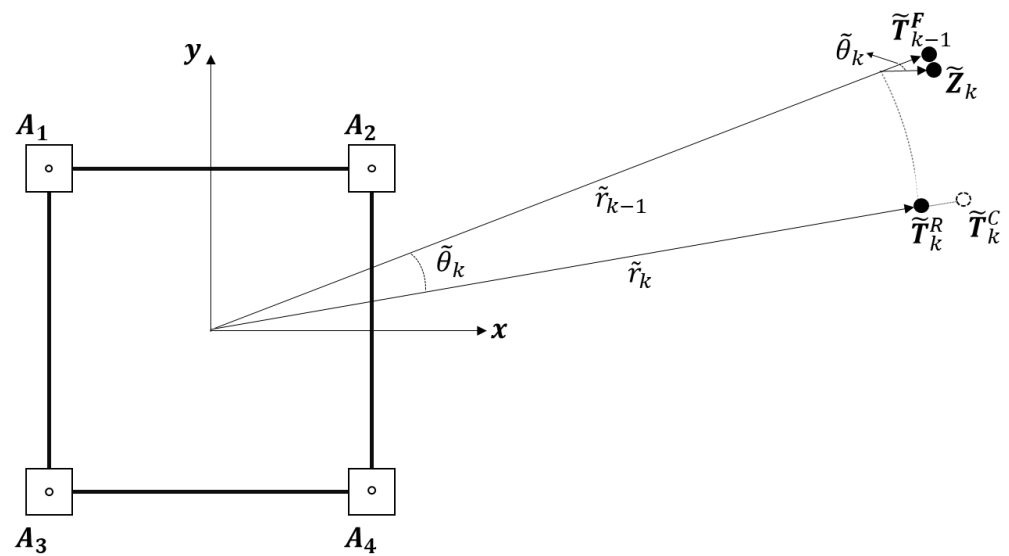 T̃ᶠₖ₋₁
θ̃ₖ
y
Z̃ₖ
A₁
A₂
r̃ₖ₋₁
T̃ᴿₖ
T̃ᶜₖ
θ̃ₖ
r̃ₖ
x
A₃
A₄